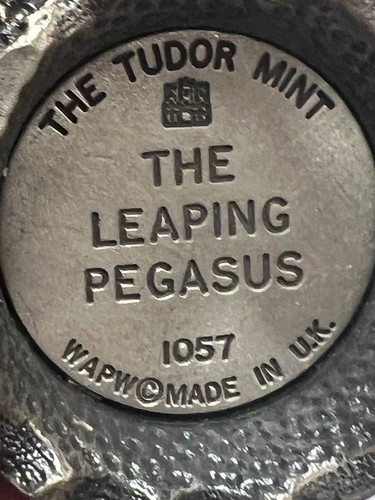 THE TUDOR MINT
THE
LEAPING
PEGASUS
1057
WAPW©MADE IN U.K.